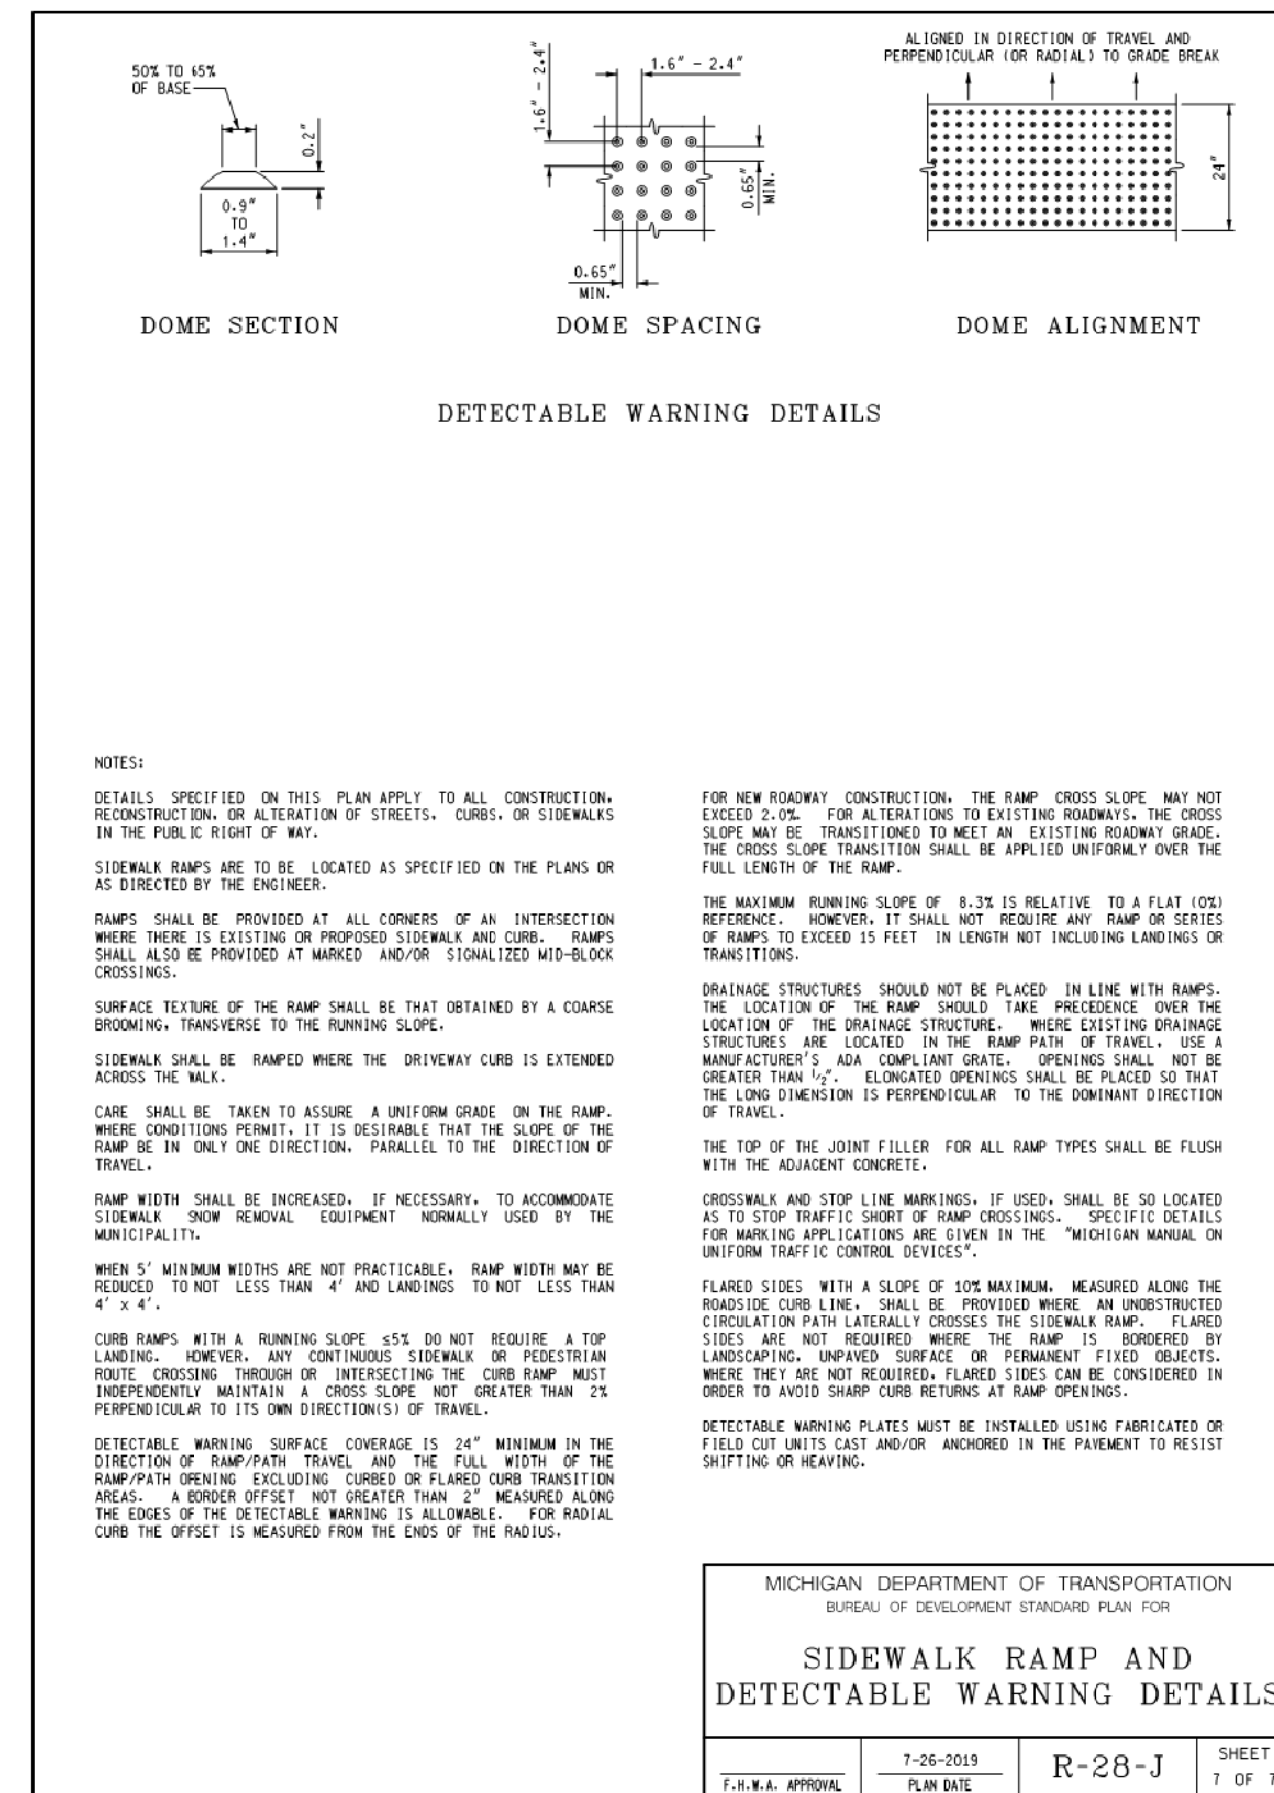 50% TO 65%
OF BASE
0.2"
0.9"
TO
1.4"
DOME SECTION
1.6" - 2.4"
1.6" - 2.4"
0.65"
MIN.
0.65"
MIN.
DOME SPACING
ALIGNED IN DIRECTION OF TRAVEL AND
PERPENDICULAR (OR RADIAL) TO GRADE BREAK
24"
DOME ALIGNMENT
DETECTABLE WARNING DETAILS
NOTES:
DETAILS SPECIFIED ON THIS PLAN APPLY TO ALL CONSTRUCTION,
RECONSTRUCTION, OR ALTERATION OF STREETS, CURBS, OR SIDEWALKS
IN THE PUBLIC RIGHT OF WAY.
SIDEWALK RAMPS ARE TO BE LOCATED AS SPECIFIED ON THE PLANS OR
AS DIRECTED BY THE ENGINEER.
RAMPS SHALL BE PROVIDED AT ALL CORNERS OF AN INTERSECTION
WHERE THERE IS EXISTING OR PROPOSED SIDEWALK AND CURB. RAMPS
SHALL ALSO BE PROVIDED AT MARKED AND/OR SIGNALIZED MID-BLOCK
CROSSINGS.
SURFACE TEXTURE OF THE RAMP SHALL BE THAT OBTAINED BY A COARSE
BROOMING, TRANSVERSE TO THE RUNNING SLOPE.
SIDEWALK SHALL BE RAMPED WHERE THE DRIVEWAY CURB IS EXTENDED
ACROSS THE WALK.
CARE SHALL BE TAKEN TO ASSURE A UNIFORM GRADE ON THE RAMP.
WHERE CONDITIONS PERMIT, IT IS DESIRABLE THAT THE SLOPE OF THE
RAMP BE IN ONLY ONE DIRECTION, PARALLEL TO THE DIRECTION OF
TRAVEL.
RAMP WIDTH SHALL BE INCREASED, IF NECESSARY, TO ACCOMMODATE
SIDEWALK SNOW REMOVAL EQUIPMENT NORMALLY USED BY THE
MUNICIPALITY.
WHEN 5' MINIMUM WIDTHS ARE NOT PRACTICABLE, RAMP WIDTH MAY BE
REDUCED TO NOT LESS THAN 4' AND LANDINGS TO NOT LESS THAN
4' x 4'.
CURB RAMPS WITH A RUNNING SLOPE ≤5% DO NOT REQUIRE A TOP
LANDING. HOWEVER, ANY CONTINUOUS SIDEWALK OR PEDESTRIAN
ROUTE CROSSING THROUGH OR INTERSECTING THE CURB RAMP MUST
INDEPENDENTLY MAINTAIN A CROSS SLOPE NOT GREATER THAN 2%
PERPENDICULAR TO ITS OWN DIRECTION(S) OF TRAVEL.
DETECTABLE WARNING SURFACE COVERAGE IS 24" MINIMUM IN THE
DIRECTION OF RAMP/PATH TRAVEL AND THE FULL WIDTH OF THE
RAMP/PATH OPENING EXCLUDING CURBED OR FLARED CURB TRANSITION
AREAS. A BORDER OFFSET NOT GREATER THAN 2" MEASURED ALONG
THE EDGES OF THE DETECTABLE WARNING IS ALLOWABLE. FOR RADIAL
CURB THE OFFSET IS MEASURED FROM THE ENDS OF THE RADIUS.
FOR NEW ROADWAY CONSTRUCTION, THE RAMP CROSS SLOPE MAY NOT
EXCEED 2.0%. FOR ALTERATIONS TO EXISTING ROADWAYS, THE CROSS
SLOPE MAY BE TRANSITIONED TO MEET AN EXISTING ROADWAY GRADE.
THE CROSS SLOPE TRANSITION SHALL BE APPLIED UNIFORMLY OVER THE
FULL LENGTH OF THE RAMP.
THE MAXIMUM RUNNING SLOPE OF 8.3% IS RELATIVE TO A FLAT (0%)
REFERENCE. HOWEVER, IT SHALL NOT REQUIRE ANY RAMP OR SERIES
OF RAMPS TO EXCEED 15 FEET IN LENGTH NOT INCLUDING LANDINGS OR
TRANSITIONS.
DRAINAGE STRUCTURES SHOULD NOT BE PLACED IN LINE WITH RAMPS.
THE LOCATION OF THE RAMP SHOULD TAKE PRECEDENCE OVER THE
LOCATION OF THE DRAINAGE STRUCTURE. WHERE EXISTING DRAINAGE
STRUCTURES ARE LOCATED IN THE RAMP PATH OF TRAVEL, USE A
MANUFACTURER'S ADA COMPLIANT GRATE. OPENINGS SHALL NOT BE
GREATER THAN 1/2". ELONGATED OPENINGS SHALL BE PLACED SO THAT
THE LONG DIMENSION IS PERPENDICULAR TO THE DOMINANT DIRECTION
OF TRAVEL.
THE TOP OF THE JOINT FILLER FOR ALL RAMP TYPES SHALL BE FLUSH
WITH THE ADJACENT CONCRETE.
CROSSWALK AND STOP LINE MARKINGS, IF USED, SHALL BE SO LOCATED
AS TO STOP TRAFFIC SHORT OF RAMP CROSSINGS. SPECIFIC DETAILS
FOR MARKING APPLICATIONS ARE GIVEN IN THE "MICHIGAN MANUAL ON
UNIFORM TRAFFIC CONTROL DEVICES".
FLARED SIDES WITH A SLOPE OF 10% MAXIMUM, MEASURED ALONG THE
ROADSIDE CURB LINE, SHALL BE PROVIDED WHERE AN UNOBSTRUCTED
CIRCULATION PATH LATERALLY CROSSES THE SIDEWALK RAMP. FLARED
SIDES ARE NOT REQUIRED WHERE THE RAMP IS BORDERED BY
LANDSCAPING, UNPAVED SURFACE OR PERMANENT FIXED OBJECTS.
WHERE THEY ARE NOT REQUIRED, FLARED SIDES CAN BE CONSIDERED IN
ORDER TO AVOID SHARP CURB RETURNS AT RAMP OPENINGS.
DETECTABLE WARNING PLATES MUST BE INSTALLED USING FABRICATED OR
FIELD CUT UNITS CAST AND/OR ANCHORED IN THE PAVEMENT TO RESIST
SHIFTING OR HEAVING.
MICHIGAN DEPARTMENT OF TRANSPORTATION
BUREAU OF DEVELOPMENT STANDARD PLAN FOR
SIDEWALK RAMP AND
DETECTABLE WARNING DETAILS
F.H.W.A. APPROVAL
7-26-2019
PLAN DATE
R-28-J
SHEET
7 OF 7